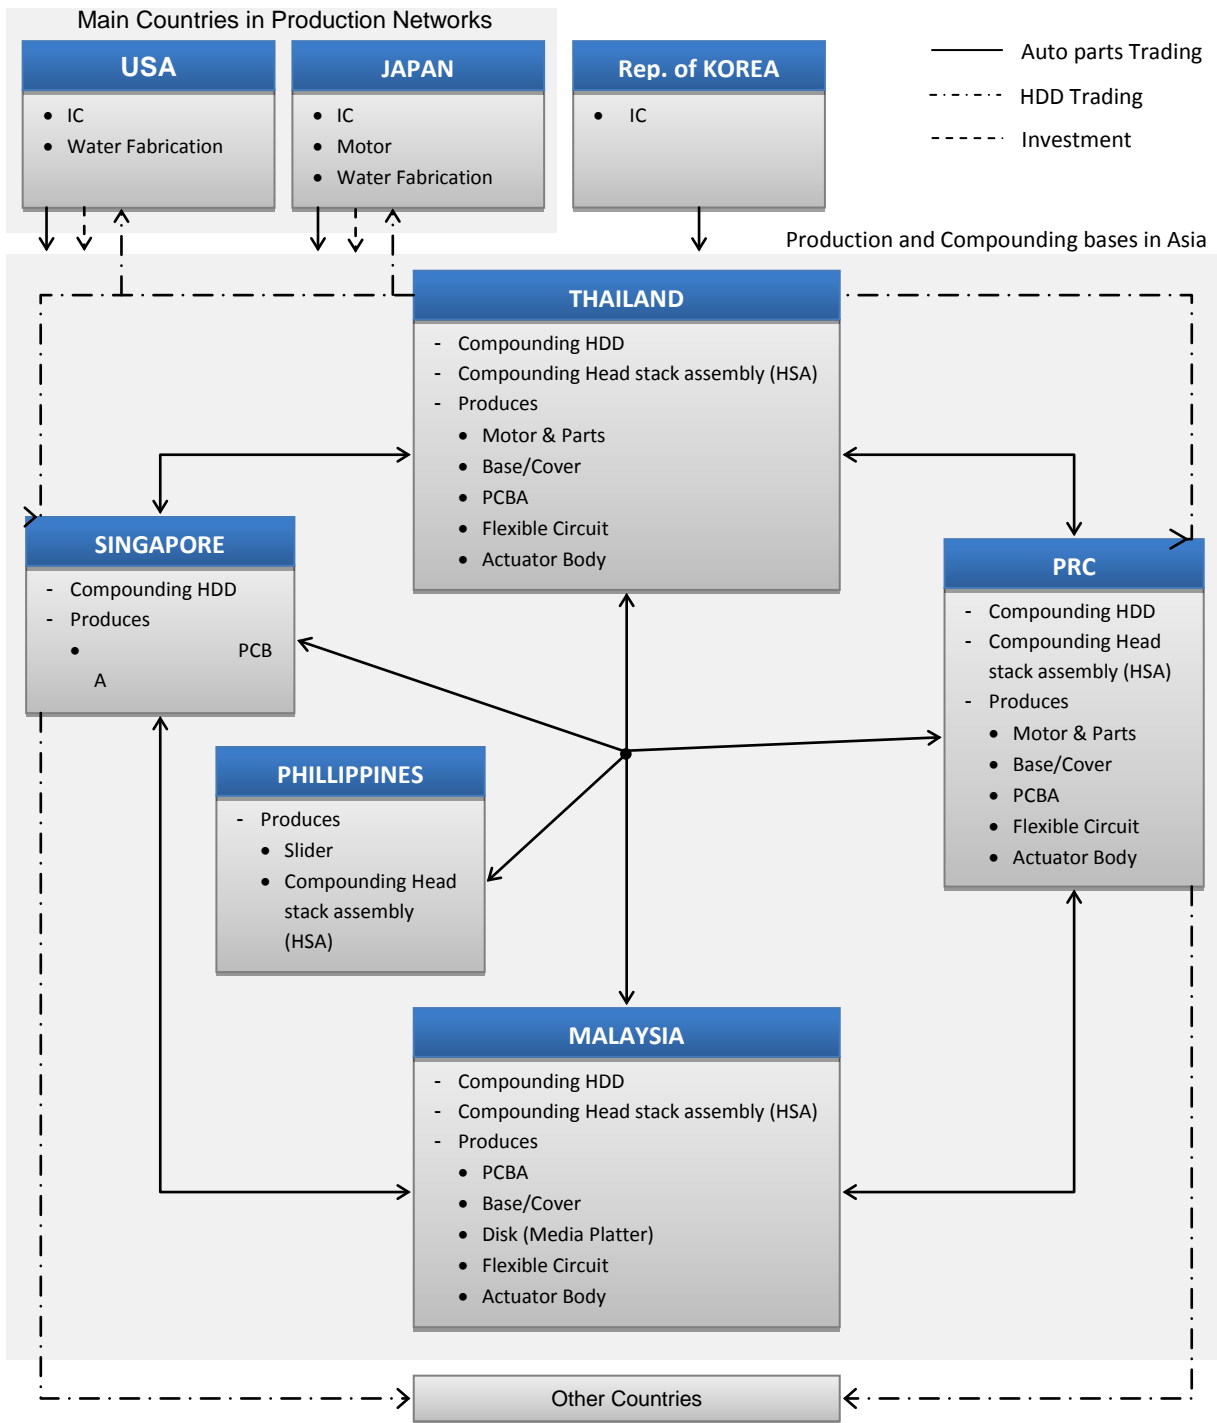 Main Countries in Production Networks
USA
• IC
• Water Fabrication
JAPAN
• IC
• Motor
• Water Fabrication
Rep. of KOREA
• IC
Auto parts Trading
HDD Trading
Investment
Production and Compounding bases in Asia
THAILAND
- Compounding HDD
- Compounding Head stack assembly (HSA)
- Produces
• Motor & Parts
• Base/Cover
• PCBA
• Flexible Circuit
• Actuator Body
SINGAPORE
- Compounding HDD
- Produces
• PCB
A
PRC
- Compounding HDD
- Compounding Head
stack assembly (HSA)
- Produces
• Motor & Parts
• Base/Cover
• PCBA
• Flexible Circuit
• Actuator Body
PHILLIPPINES
- Produces
• Slider
• Compounding Head
stack assembly
(HSA)
MALAYSIA
- Compounding HDD
- Compounding Head stack assembly (HSA)
- Produces
• PCBA
• Base/Cover
• Disk (Media Platter)
• Flexible Circuit
• Actuator Body
Other Countries